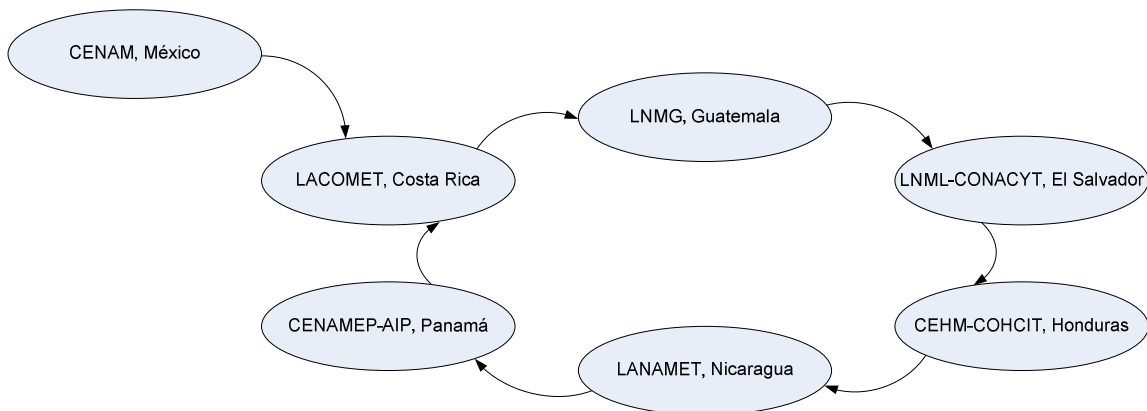 CENAM, México
LNMG, Guatemala
LACOMET, Costa Rica
LNML-CONACYT, El Salvador
CENAMEP-AIP, Panamá
CEHM-COHCIT, Honduras
LANAMET, Nicaragua